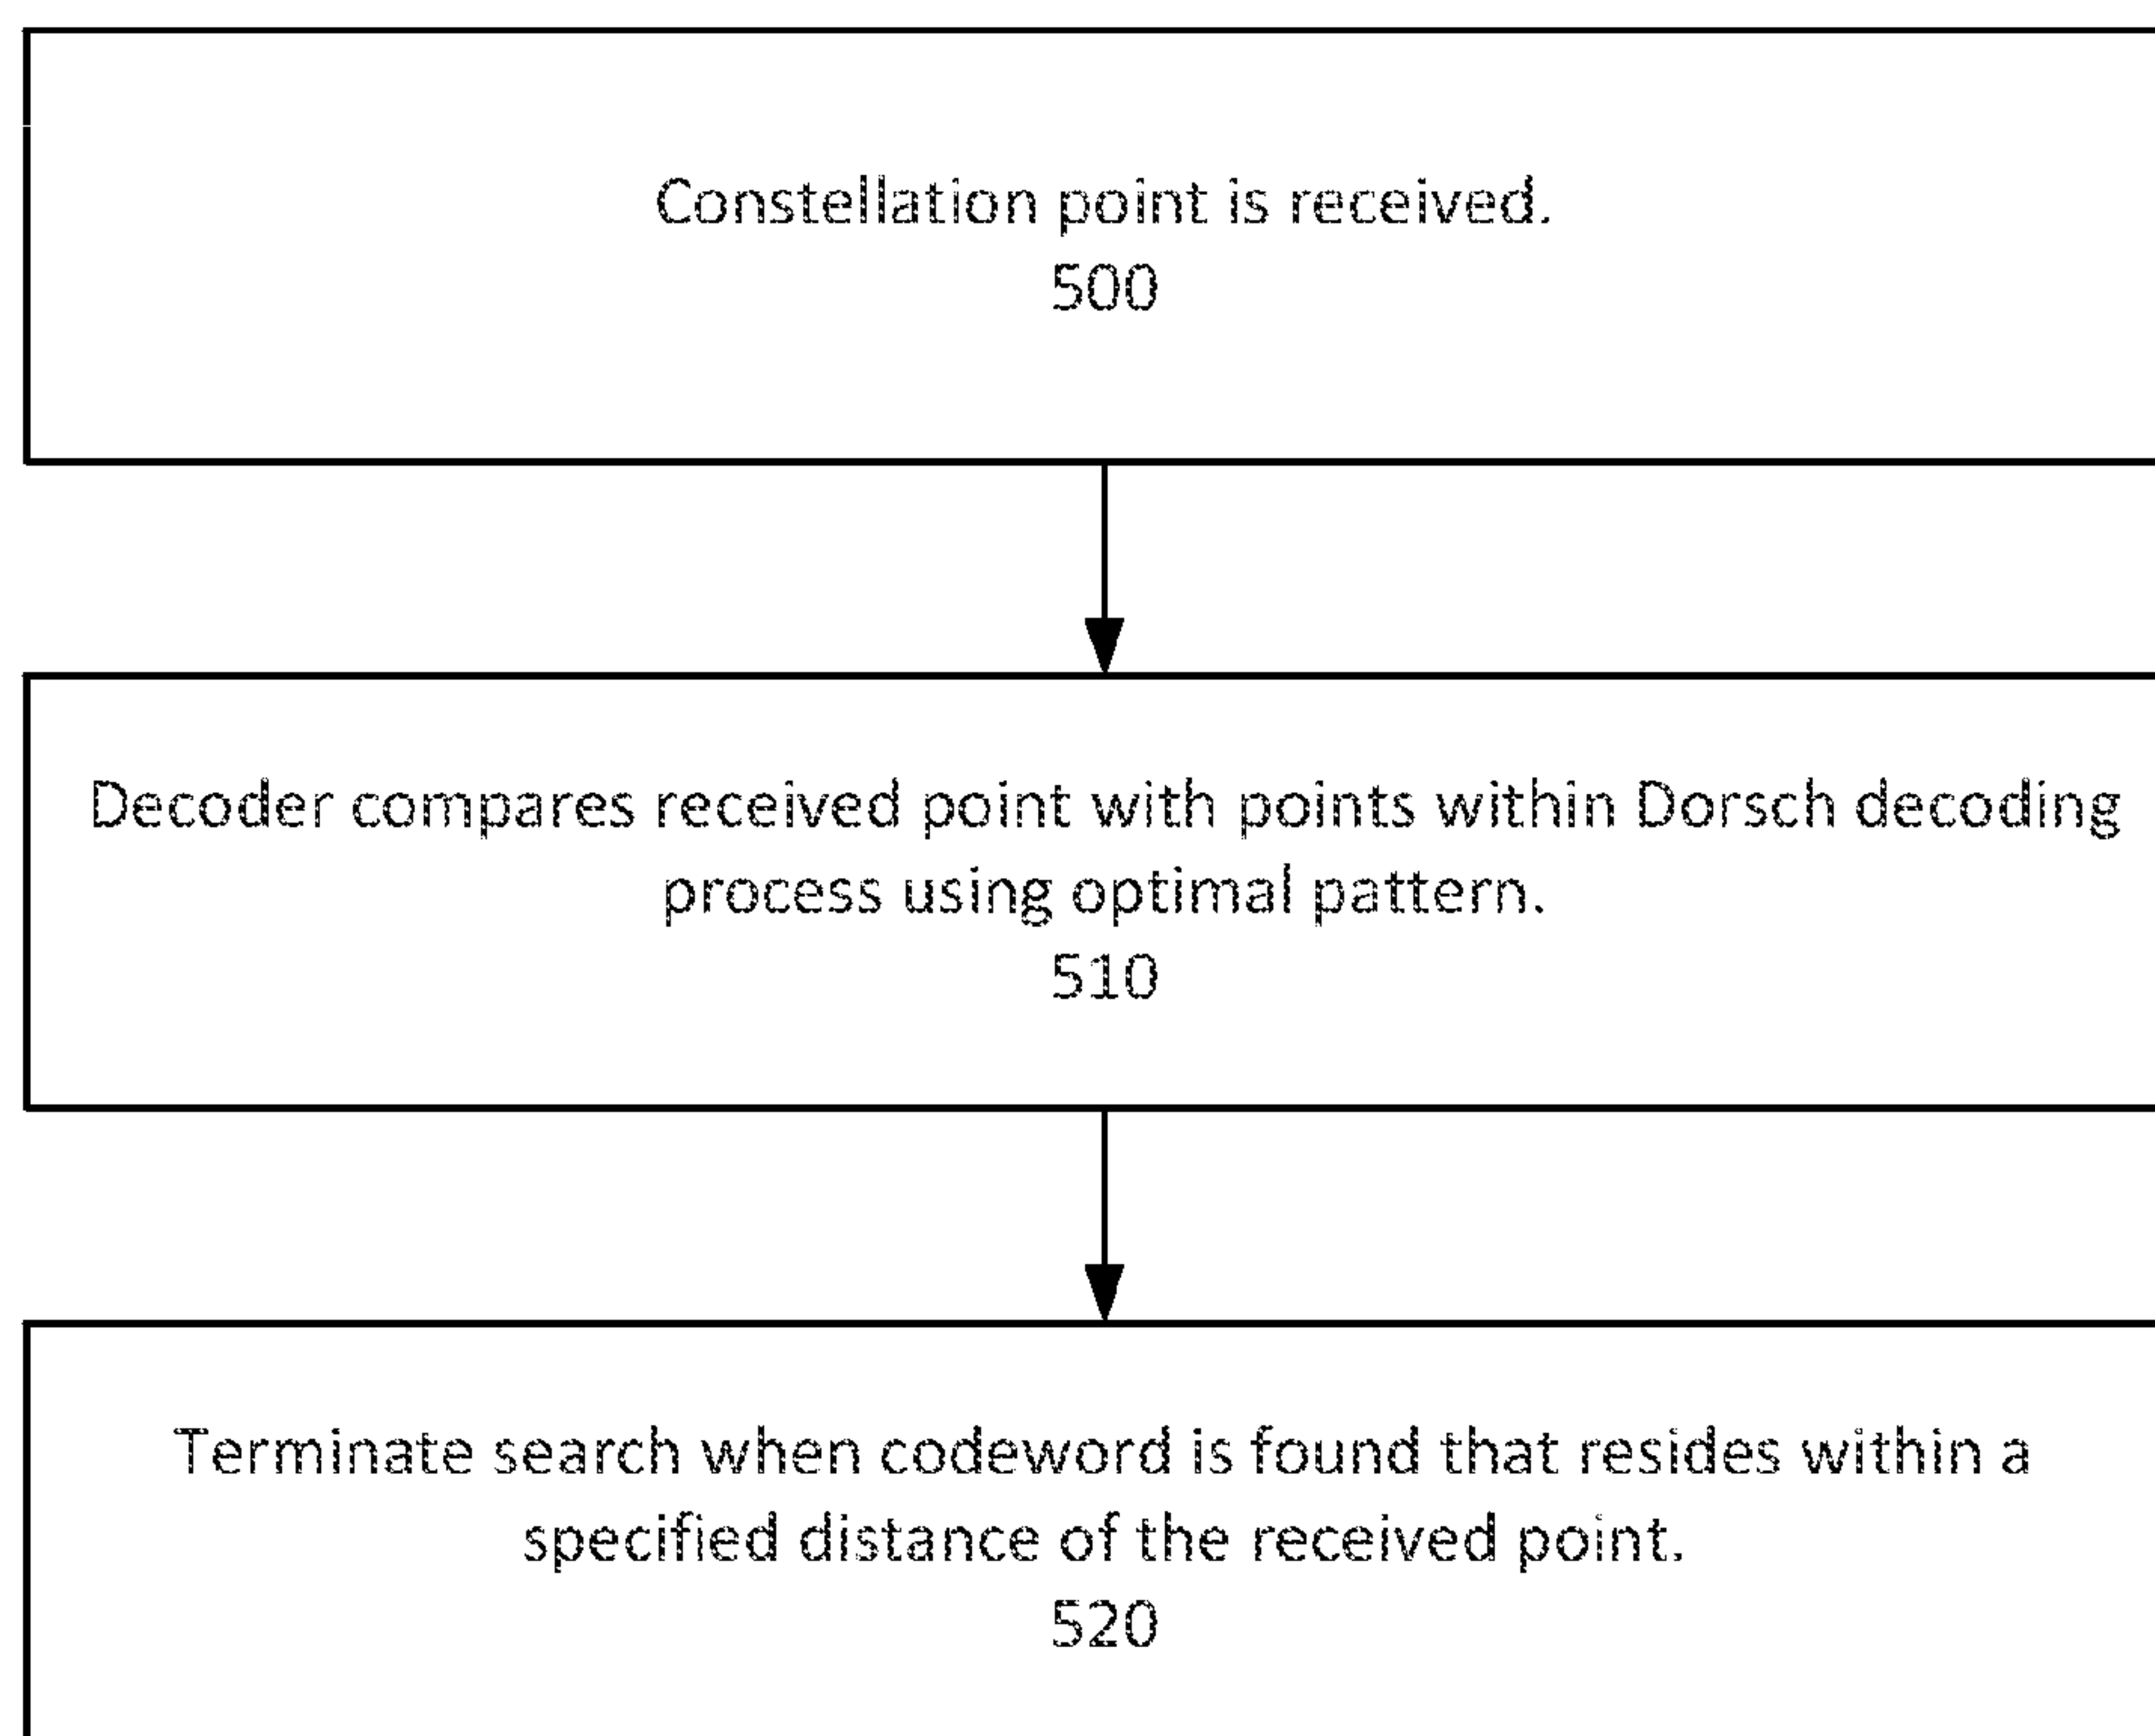 Constellation point is received.
500
Decoder compares received point with points within Dorsch decoding
process using optimal pattern.
510
Terminate search when codeword is found that resides within a
specified distance of the received point.
520